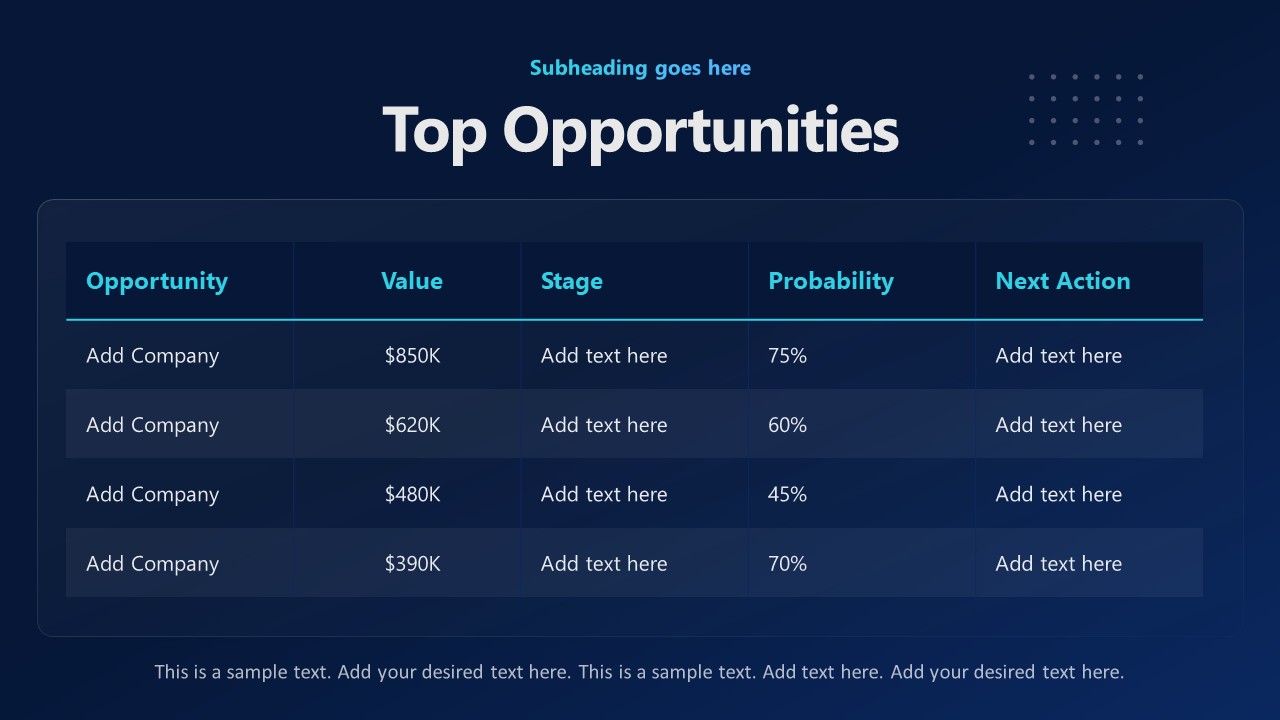 Subheading goes here
Top Opportunities
Opportunity Value Stage Probability Next Action
Add Company $850K Add text here 75% Add text here
Add Company $620K Add text here 60% Add text here
Add Company $480K Add text here 45% Add text here
Add Company $390K Add text here 70% Add text here
This is a sample text. Add your desired text here. This is a sample text. Add text here. Add your desired text here.